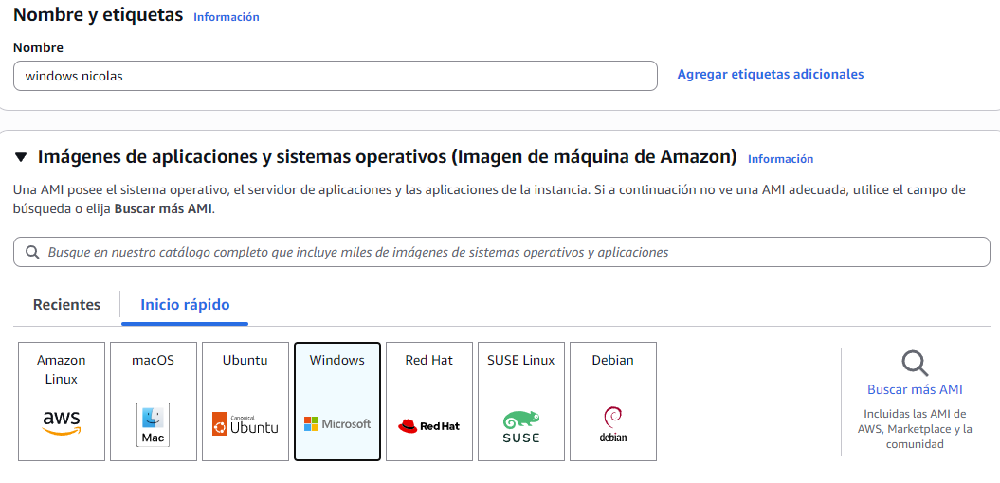 Nombre y etiquetas Información
Nombre
windows nicolas
Agregar etiquetas adicionales
Imágenes de aplicaciones y sistemas operativos (Imagen de máquina de Amazon) Información
Una AMI posee el sistema operativo, el servidor de aplicaciones y las aplicaciones de la instancia. Si a continuación no ve una AMI adecuada, utilice el campo de
búsqueda o elija Buscar más AMI.
Busque en nuestro catálogo completo que incluye miles de imágenes de sistemas operativos y aplicaciones
Recientes
Inicio rápido
Amazon
Linux
aws
macOS
Mac
Ubuntu
Canonical
Ubuntu
Windows
Microsoft
Red Hat
Red Hat
SUSE Linux
SUSE
Debian
debian
Buscar más AMI
Incluidas las AMI de
AWS, Marketplace y la
comunidad